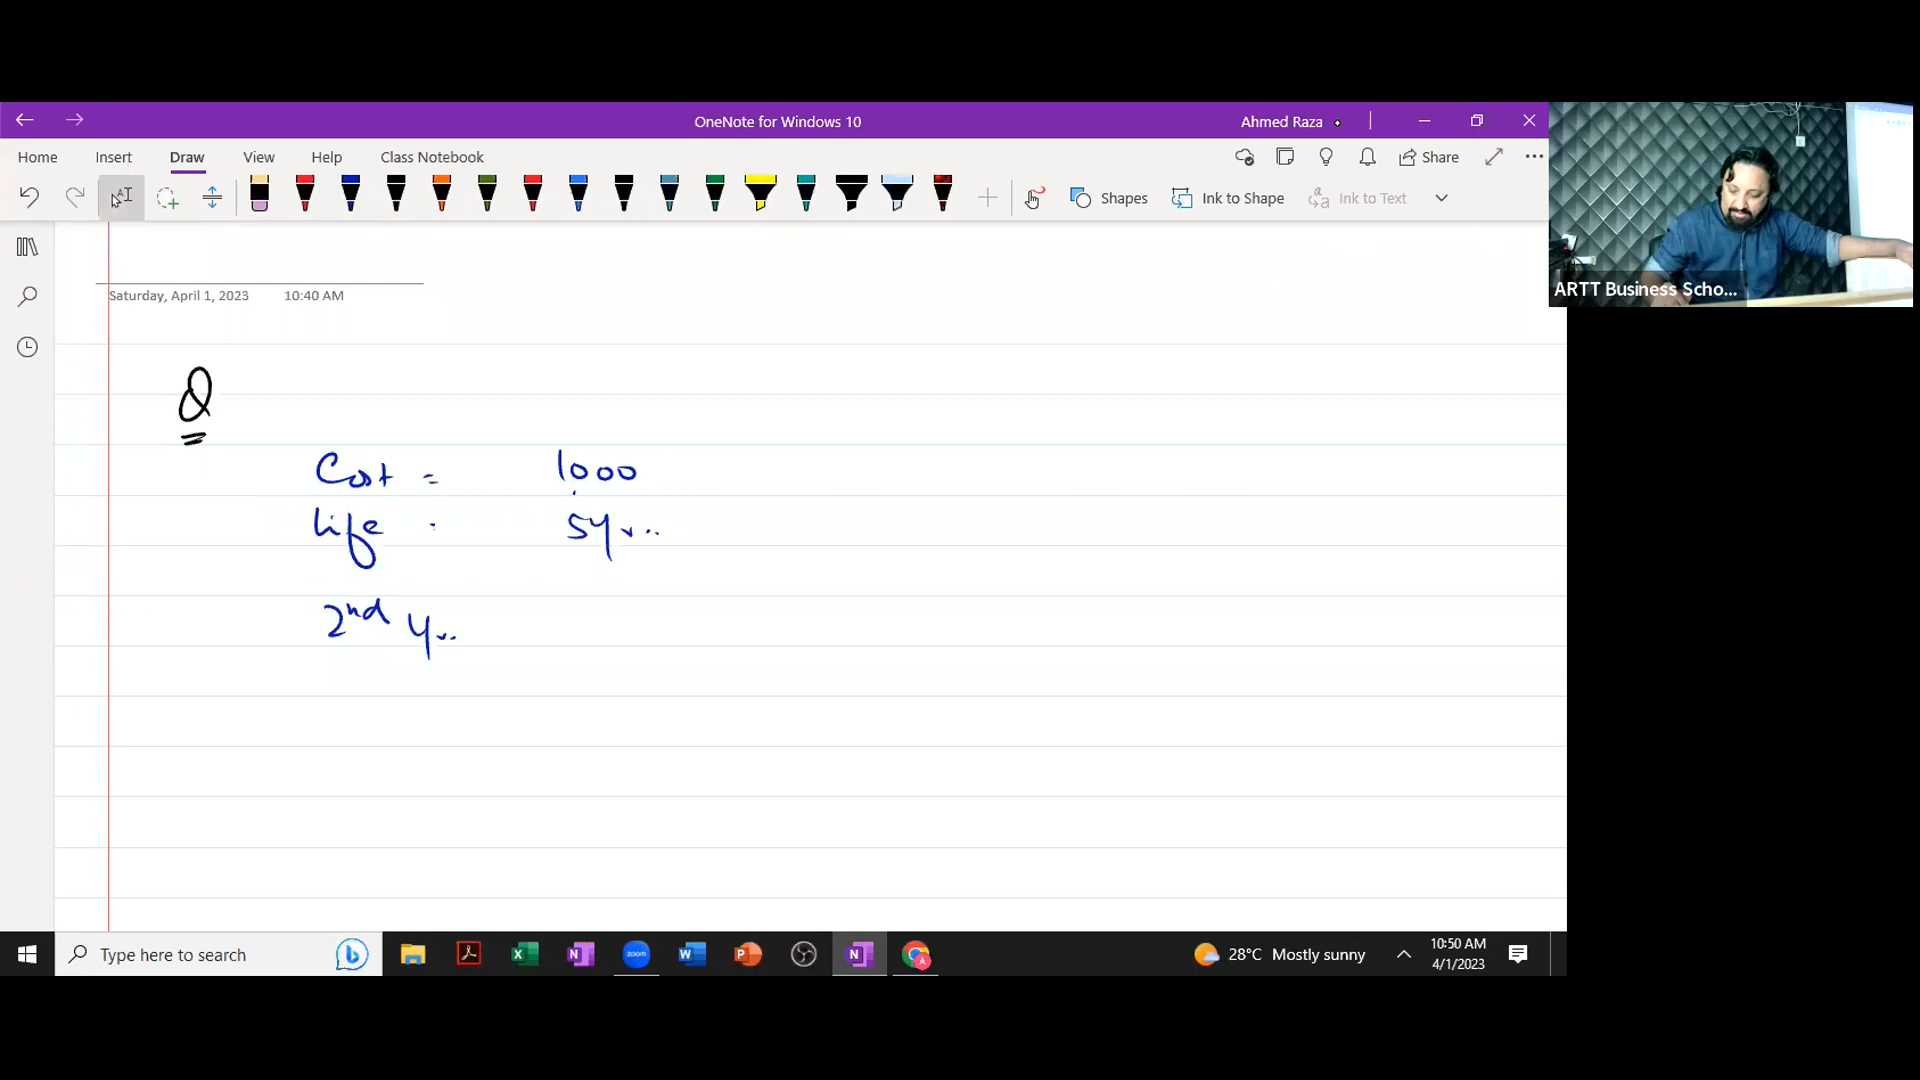 OneNote for Windows 10
Ahmed Raza
Home Insert Draw View Help Class Notebook
Share
Shapes Ink to Shape Ink to Text
ARTT Business Scho...
Saturday, April 1, 2023 10:40 AM
Q
Cost = 1000
life : 5yr..
2nd yr..
Type here to search
zoom
28°C Mostly sunny
10:50 AM
4/1/2023